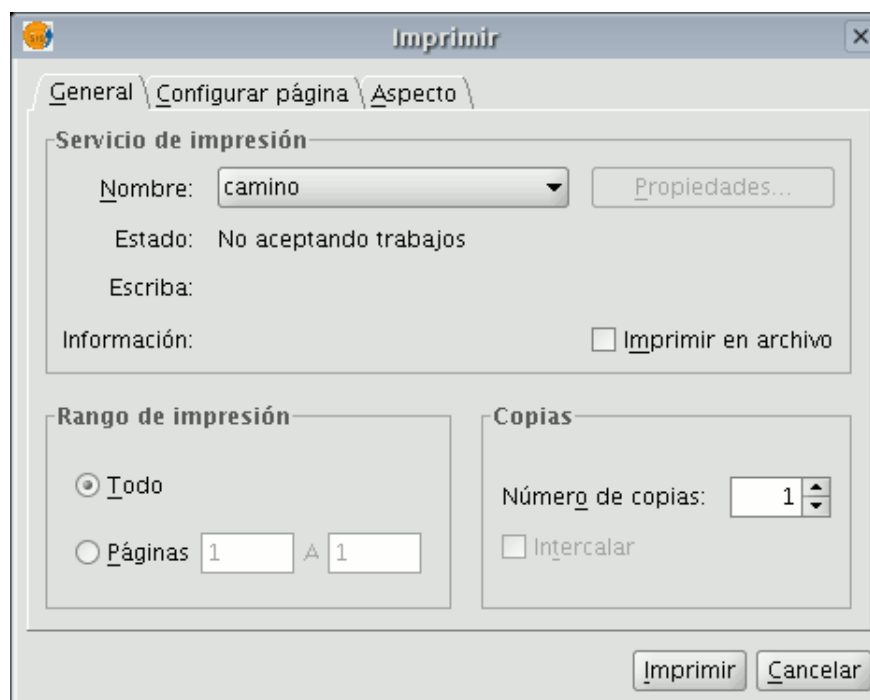 Imprimir
General Configurar página Aspecto
Servicio de impresión
Nombre: camino Propiedades...
Estado: No aceptando trabajos
Escriba:
Información: Imprimir en archivo
Rango de impresión Copias
Todo
Número de copias: 1
Páginas 1 A 1
Intercalar
Imprimir Cancelar